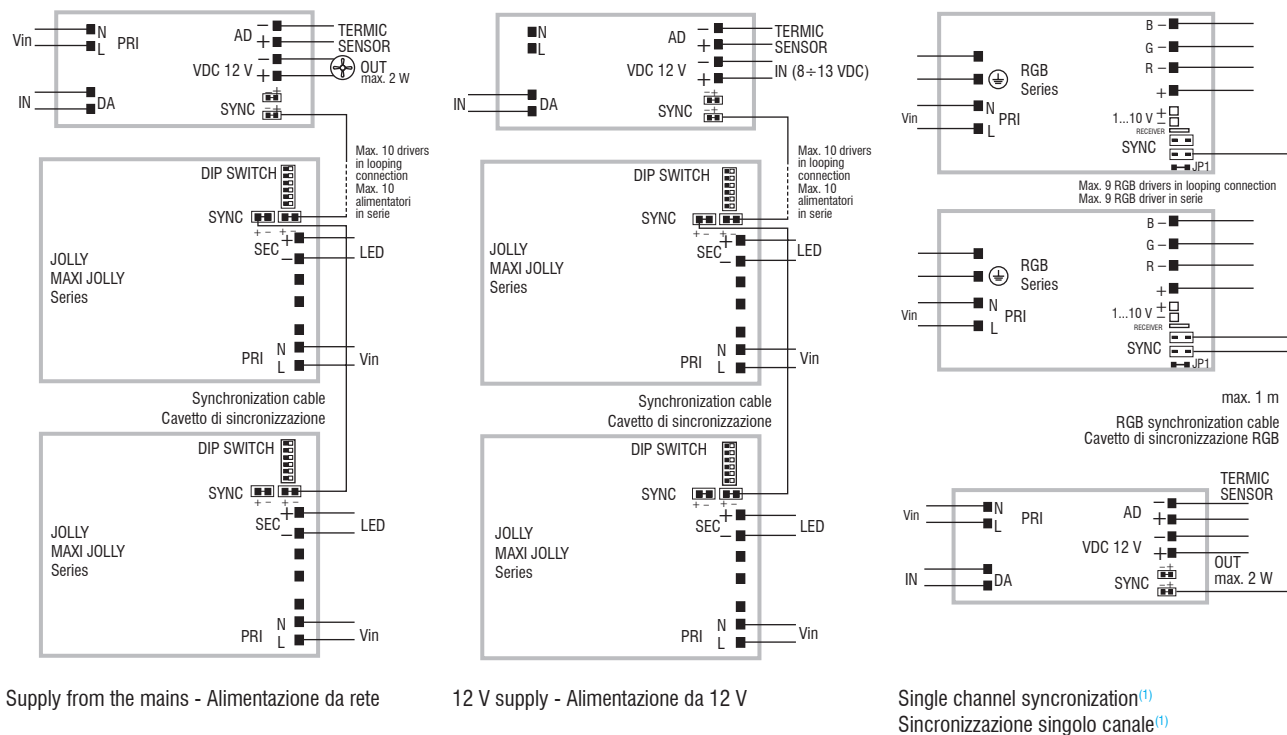 Vin
N
L
PRI
AD
−
+
TERMIC
SENSOR
VDC 12 V
−
+
OUT
max. 2 W
IN
DA
SYNC
−+
−+
Max. 10 drivers
in looping
connection
Max. 10
alimentatori
in serie
DIP SWITCH
SYNC
+ − + −
SEC
+
−
LED
JOLLY
MAXI JOLLY
Series
PRI
N
L
Vin
Synchronization cable
Cavetto di sincronizzazione
DIP SWITCH
SYNC
+ − + −
SEC
+
−
LED
JOLLY
MAXI JOLLY
Series
PRI
N
L
Vin
Supply from the mains - Alimentazione da rete
N
L
AD
−
+
TERMIC
SENSOR
VDC 12 V
−
+
IN (8÷13 VDC)
IN
DA
SYNC
−+
−+
Max. 10 drivers
in looping
connection
Max. 10
alimentatori
in serie
DIP SWITCH
SYNC
+ − + −
SEC
+
−
LED
JOLLY
MAXI JOLLY
Series
PRI
N
L
Vin
Synchronization cable
Cavetto di sincronizzazione
DIP SWITCH
SYNC
+ − + −
SEC
+
−
LED
JOLLY
MAXI JOLLY
Series
PRI
N
L
Vin
12 V supply - Alimentazione da 12 V
B −
G −
R −
+
RGB
Series
Vin
N
L
PRI
1...10 V
+
−
RECEIVER
SYNC
JP1
Max. 9 RGB drivers in looping connection
Max. 9 RGB driver in serie
B −
G −
R −
+
RGB
Series
Vin
N
L
PRI
1...10 V
+
−
RECEIVER
SYNC
JP1
max. 1 m
RGB synchronization cable
Cavetto di sincronizzazione RGB
Vin
N
L
PRI
AD
−
+
TERMIC
SENSOR
VDC 12 V
−
+
OUT
max. 2 W
IN
DA
SYNC
−+
−+
Single channel syncronization(1)
Sincronizzazione singolo canale(1)